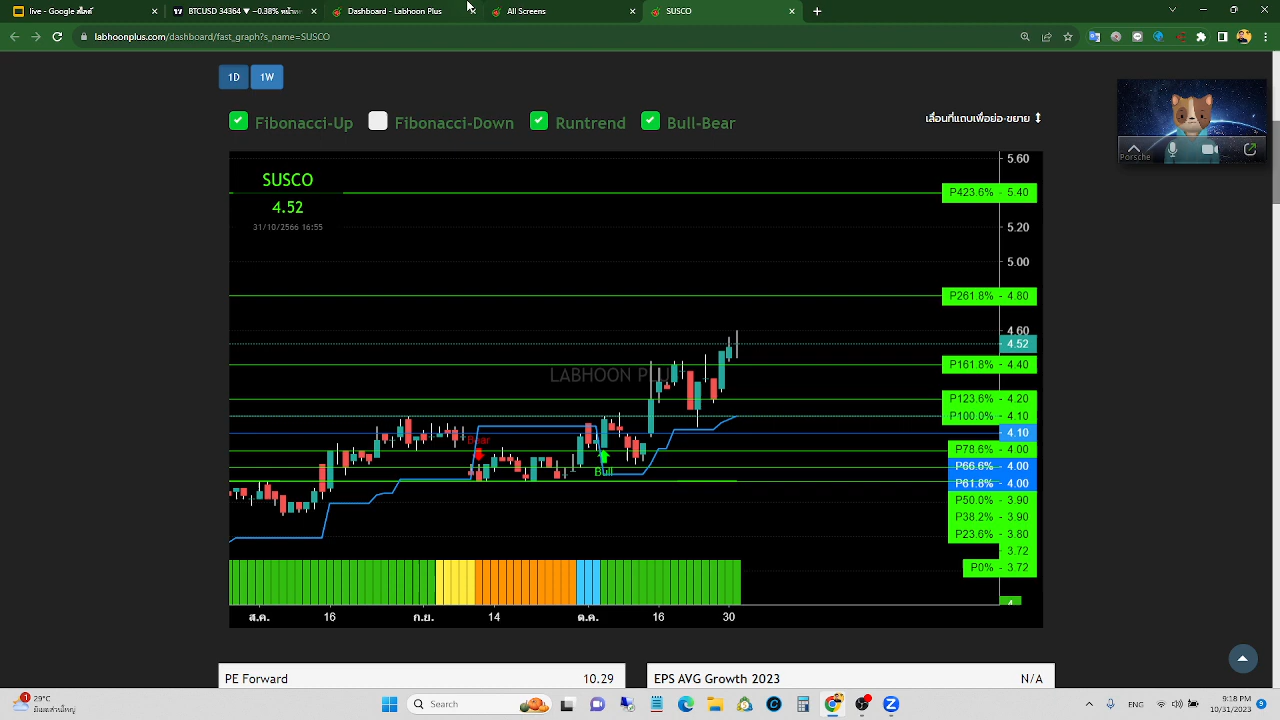 live - Google สไลด์
BTCUSD 34364 ▼ −0.38%
Dashboard - Labhoon Plus
All Screens
SUSCO
labhoonplus.com/dashboard/fast_graph?s_name=SUSCO
1D
1W
Fibonacci-Up
Fibonacci-Down
Runtrend
Bull-Bear
เลื่อนที่แถบเพื่อย่อ-ขยาย
Porsche
SUSCO
4.52
31/10/2566 16:55
LABHOON PLU
Bear
Bull
5.60
P423.6% - 5.40
5.20
5.00
P261.8% - 4.80
4.60
4.52
P161.8% - 4.40
P123.6% - 4.20
P100.0% - 4.10
4.10
P78.6% - 4.00
P66.6% - 4.00
P61.8% - 4.00
P50.0% - 3.90
P38.2% - 3.90
P23.6% - 3.80
3.72
P0% - 3.72
ส.ค.
16
ก.ย.
14
ต.ค.
16
30
PE Forward
10.29
EPS AVG Growth 2023
N/A
1
29°C
Search
9:18 PM
10/31/2023